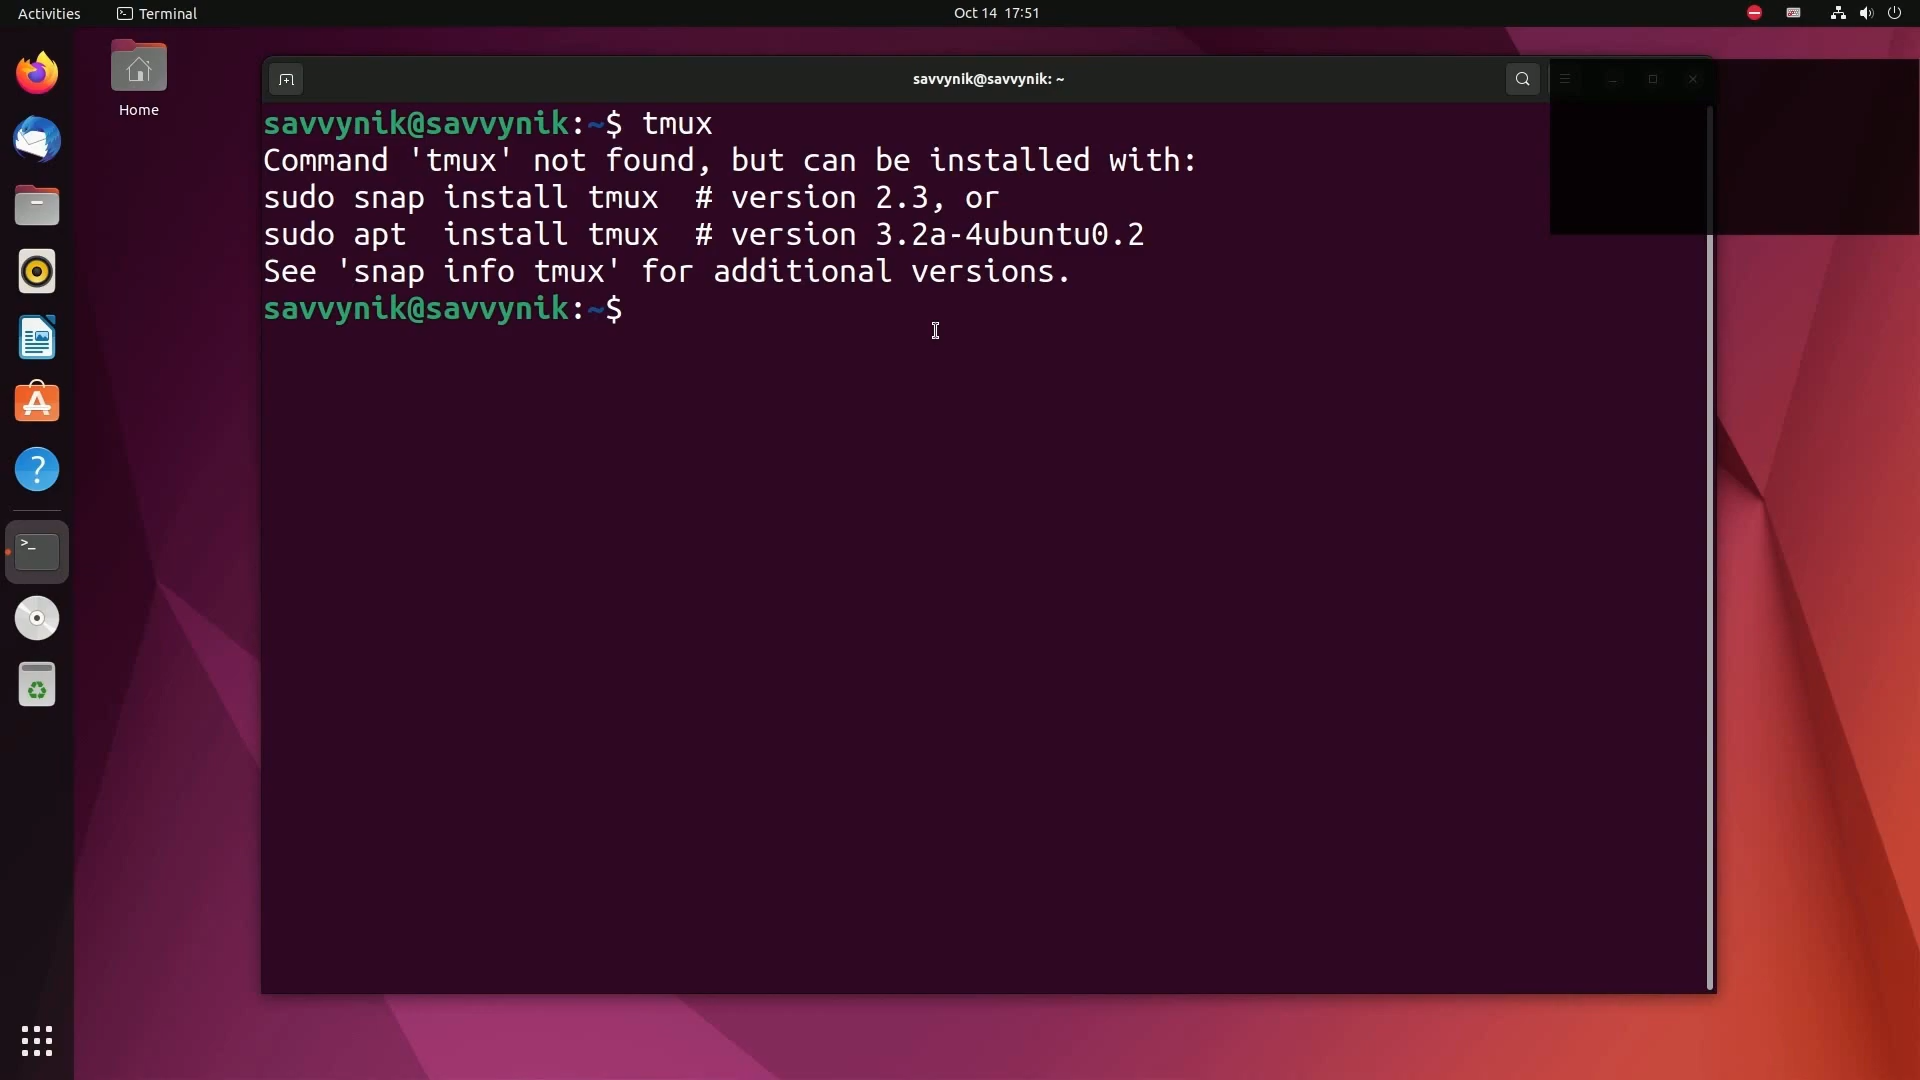 Activities
Terminal
Oct 14 17:51
Home
savvynik@savvynik: ~
savvynik@savvynik:~$ tmux
Command 'tmux' not found, but can be installed with:
sudo snap install tmux  # version 2.3, or
sudo apt  install tmux  # version 3.2a-4ubuntu0.2
See 'snap info tmux' for additional versions.
savvynik@savvynik:~$